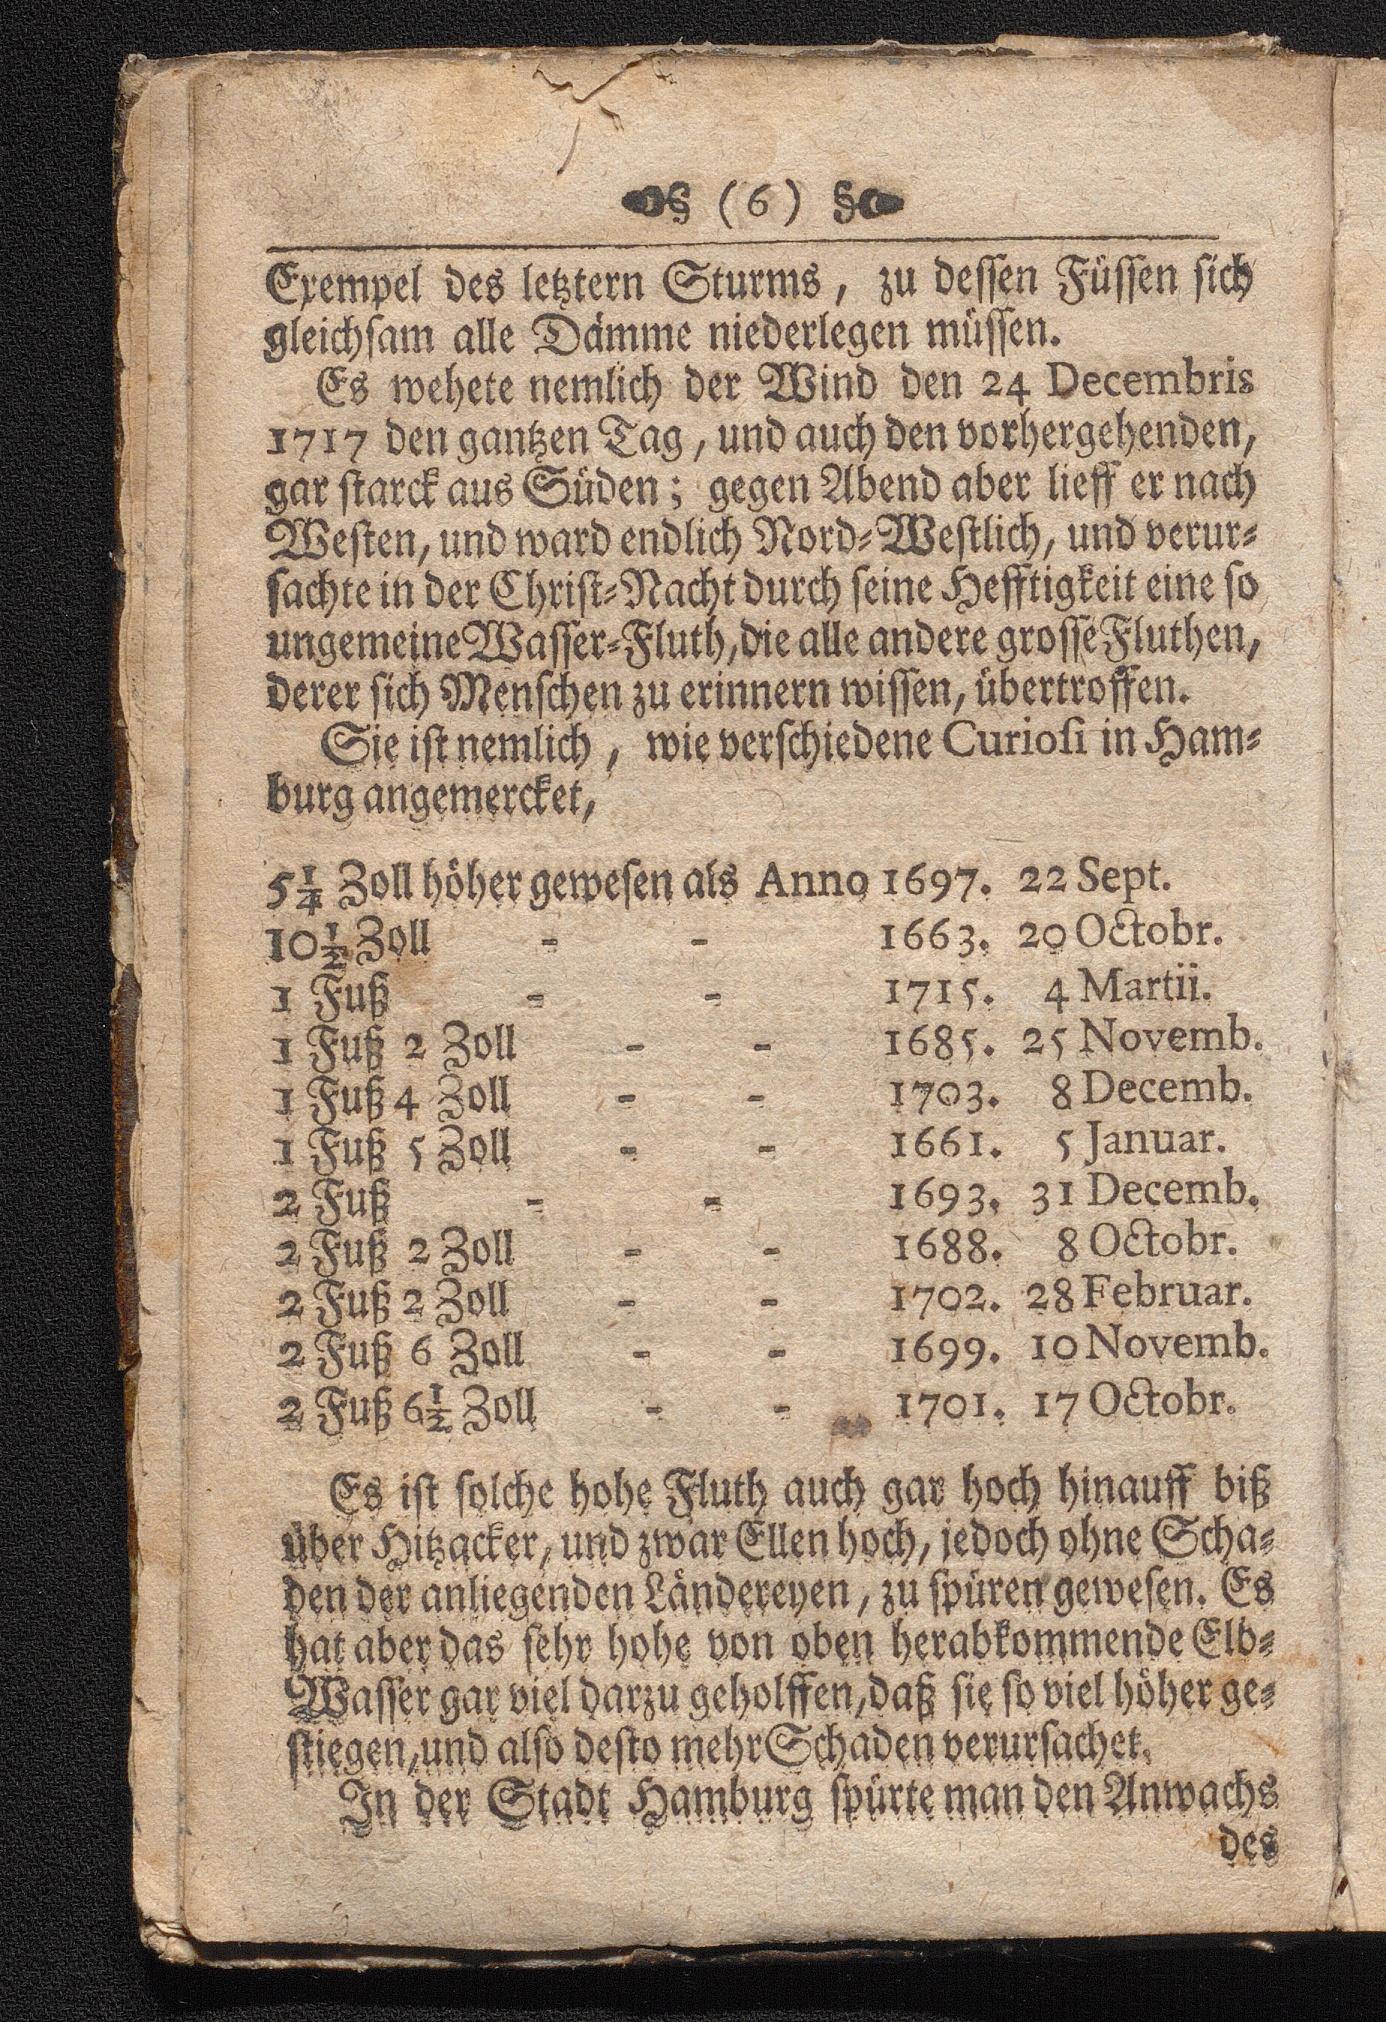 § (6) §
Exempel des letztern Sturms, zu dessen Füssen sich
gleichsam alle Dämme niederlegen müssen.
Es wehete nemlich der Wind den 24 Decembris
1717 den gantzen Tag, und auch den vorhergehenden,
gar starck aus Süden; gegen Abend aber lieff er nach
Westen, und ward endlich Nord-Westlich, und verur-
sachte in der Christ-Nacht durch seine Hefftigkeit eine so
ungemeine Wasser-Fluth, die alle andere grosse Fluthen,
derer sich Menschen zu erinnern wissen, übertroffen.
Sie ist nemlich, wie verschiedene Curiosi in Ham-
burg angemercket,
5 1/4 Zoll höher gewesen als Anno 1697. 22 Sept.
10 1/2 Zoll - - 1663. 20 Octobr.
1 Fuß - - 1715. 4 Martii.
1 Fuß 2 Zoll - - 1685. 25 Novemb.
1 Fuß 4 Zoll - - 1703. 8 Decemb.
1 Fuß 5 Zoll - - 1661. 5 Januar.
2 Fuß - - 1693. 31 Decemb.
2 Fuß 2 Zoll - - 1688. 8 Octobr.
2 Fuß 2 Zoll - - 1702. 28 Februar.
2 Fuß 6 Zoll - - 1699. 10 Novemb.
2 Fuß 6 1/2 Zoll - - 1701. 17 Octobr.
Es ist solche hohe Fluth auch gar hoch hinauff biß
über Hitzacker, und zwar Ellen hoch, jedoch ohne Scha-
den der anliegenden Ländereyen, zu spüren gewesen. Es
hat aber das sehr hohe von oben herabkommende Elb-
Wasser gar viel darzu geholffen, daß sie so viel höher ge-
stiegen, und also desto mehr Schaden verursachet.
In der Stadt Hamburg spürte man den Anwachs
des